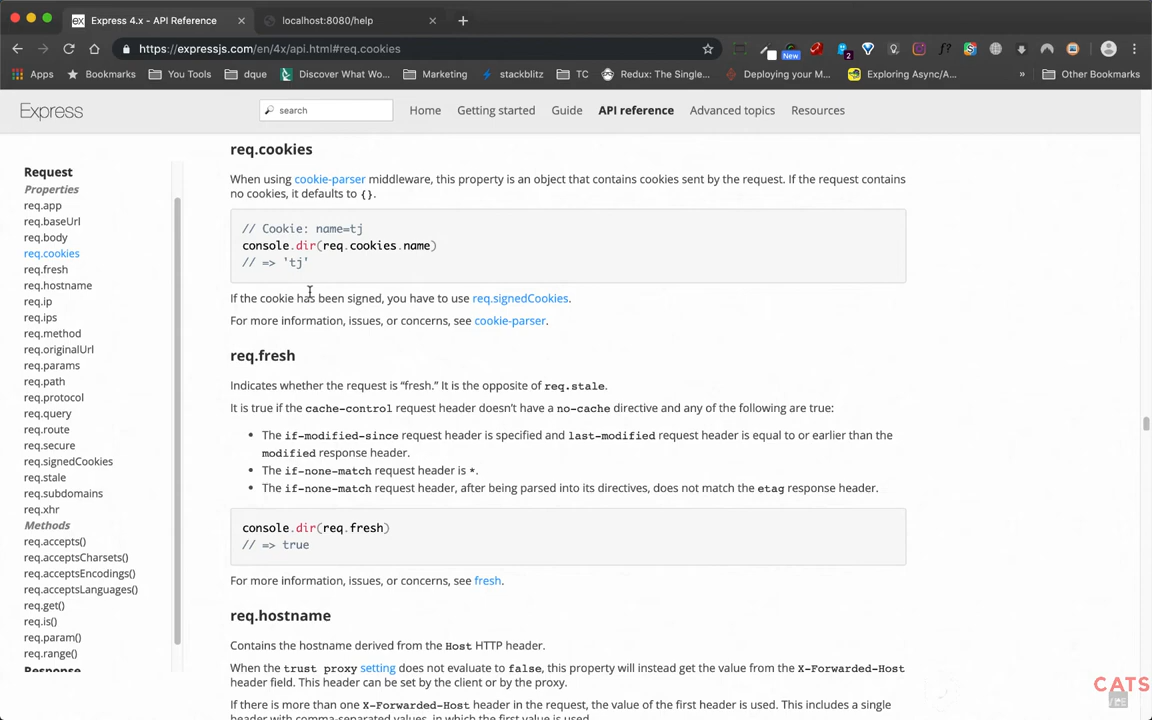 Express 4.x - API Reference
localhost:8080/help
https://expressjs.com/en/4x/api.html#req.cookies
New
2
Apps
Bookmarks
You Tools
dque
Discover What Wo...
Marketing
stackblitz
TC
Redux: The Single...
Deploying your M...
Exploring Async/A...
»
Other Bookmarks
Express
search
Home
Getting started
Guide
API reference
Advanced topics
Resources
Request
Properties
req.app
req.baseUrl
req.body
req.cookies
req.fresh
req.hostname
req.ip
req.ips
req.method
req.originalUrl
req.params
req.path
req.protocol
req.query
req.route
req.secure
req.signedCookies
req.stale
req.subdomains
req.xhr
Methods
req.accepts()
req.acceptsCharsets()
req.acceptsEncodings()
req.acceptsLanguages()
req.get()
req.is()
req.param()
req.range()
Response
req.cookies
When using cookie-parser middleware, this property is an object that contains cookies sent by the request. If the request contains
no cookies, it defaults to {}.
// Cookie: name=tj
console.dir(req.cookies.name)
// => 'tj'
If the cookie has been signed, you have to use req.signedCookies.
For more information, issues, or concerns, see cookie-parser.
req.fresh
Indicates whether the request is “fresh.” It is the opposite of req.stale.
It is true if the cache-control request header doesn’t have a no-cache directive and any of the following are true:
• The if-modified-since request header is specified and last-modified request header is equal to or earlier than the
modified response header.
• The if-none-match request header is *.
• The if-none-match request header, after being parsed into its directives, does not match the etag response header.
console.dir(req.fresh)
// => true
For more information, issues, or concerns, see fresh.
req.hostname
Contains the hostname derived from the Host HTTP header.
When the trust proxy setting does not evaluate to false, this property will instead get the value from the X-Forwarded-Host
header field. This header can be set by the client or by the proxy.
If there is more than one X-Forwarded-Host header in the request, the value of the first header is used. This includes a single
header with comma-separated values, in which the first value is used.
CATS